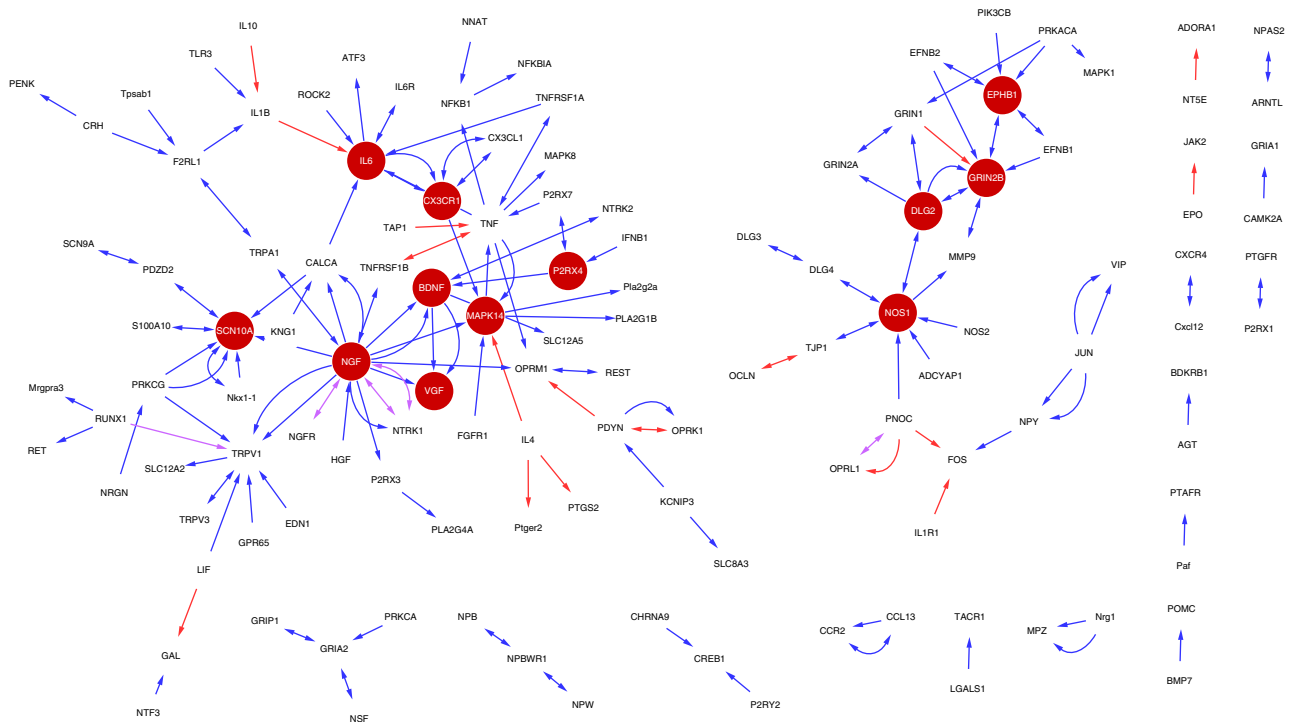 IL10
NNAT
PIK3CB
PRKACA
ADORA1
NPAS2
TLR3
ATF3
EFNB2
NFKBIA
MAPK1
PENK
IL6R
Tpsab1
ROCK2
TNFRSF1A
EPHB1
NT5E
ARNTL
NFKB1
IL1B
GRIN1
CRH
CX3CL1
JAK2
GRIA1
EFNB1
F2RL1
IL6
MAPK8
GRIN2A
GRIN2B
P2RX7
CX3CR1
NTRK2
DLG2
EPO
CAMK2A
TAP1
TNF
DLG3
IFNB1
SCN9A
TRPA1
CALCA
MMP9
CXCR4
PTGFR
TNFRSF1B
PDZD2
DLG4
P2RX4
VIP
BDNF
Pla2g2a
S100A10
SCN10A
KNG1
MAPK14
PLA2G1B
NOS1
NOS2
Cxcl12
P2RX1
SLC12A5
TJP1
JUN
NGF
OPRM1
REST
OCLN
ADCYAP1
BDKRB1
Mrgpra3
PRKCG
Nkx1-1
VGF
RUNX1
NTRK1
PDYN
OPRK1
PNOC
NPY
NGFR
FGFR1
IL4
AGT
RET
TRPV1
HGF
FOS
SLC12A2
OPRL1
P2RX3
NRGN
PTGS2
KCNIP3
PTAFR
TRPV3
EDN1
PLA2G4A
Ptger2
IL1R1
GPR65
SLC8A3
Paf
LIF
GRIP1
PRKCA
NPB
CHRNA9
CCL13
TACR1
Nrg1
POMC
CCR2
MPZ
GAL
GRIA2
NPBWR1
CREB1
BMP7
LGALS1
NTF3
NSF
NPW
P2RY2